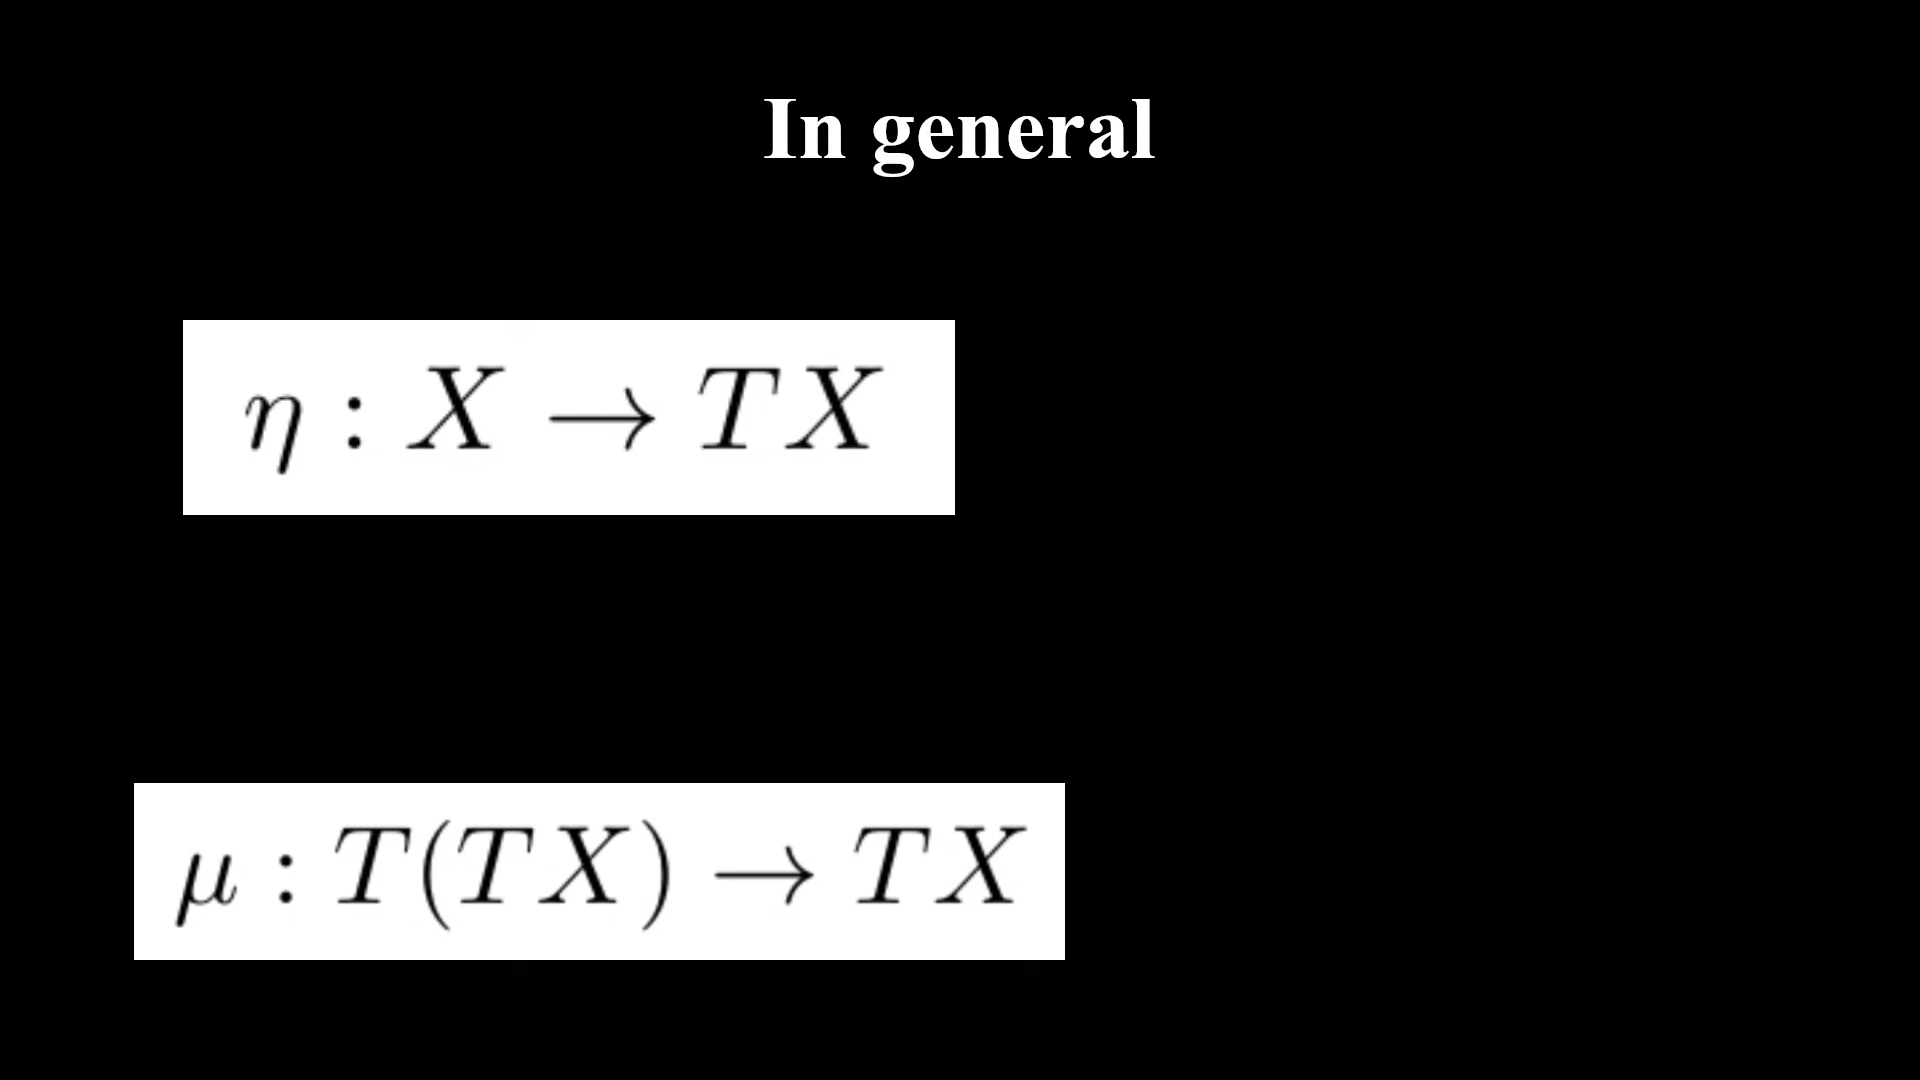 In general
η : X → TX
μ : T(TX) → TX